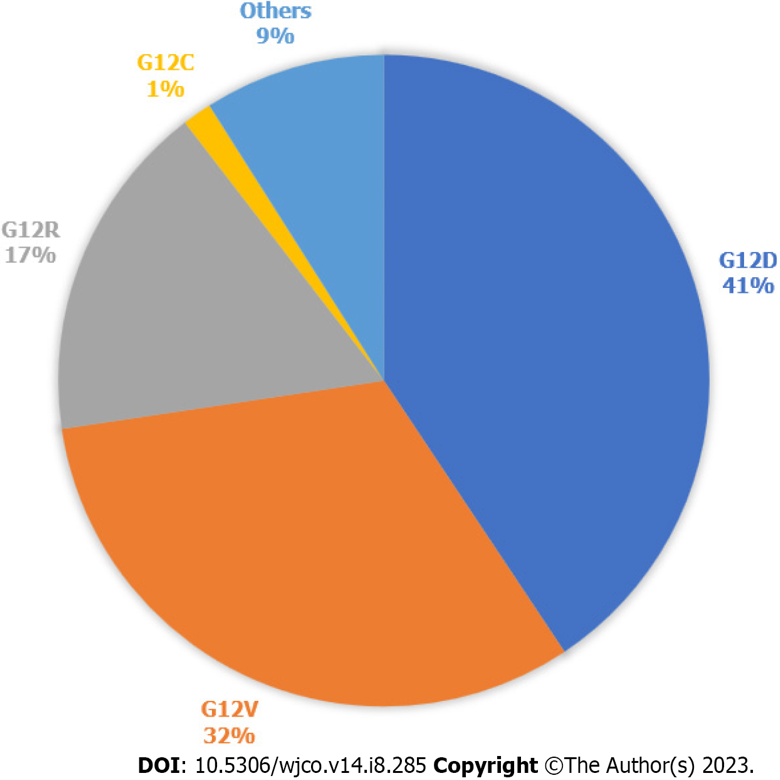 Others
9%
G12C
1%
G12R
17%
G12D
41%
G12V
32%
DOI: 10.5306/wjco.v14.i8.285 Copyright ©The Author(s) 2023.